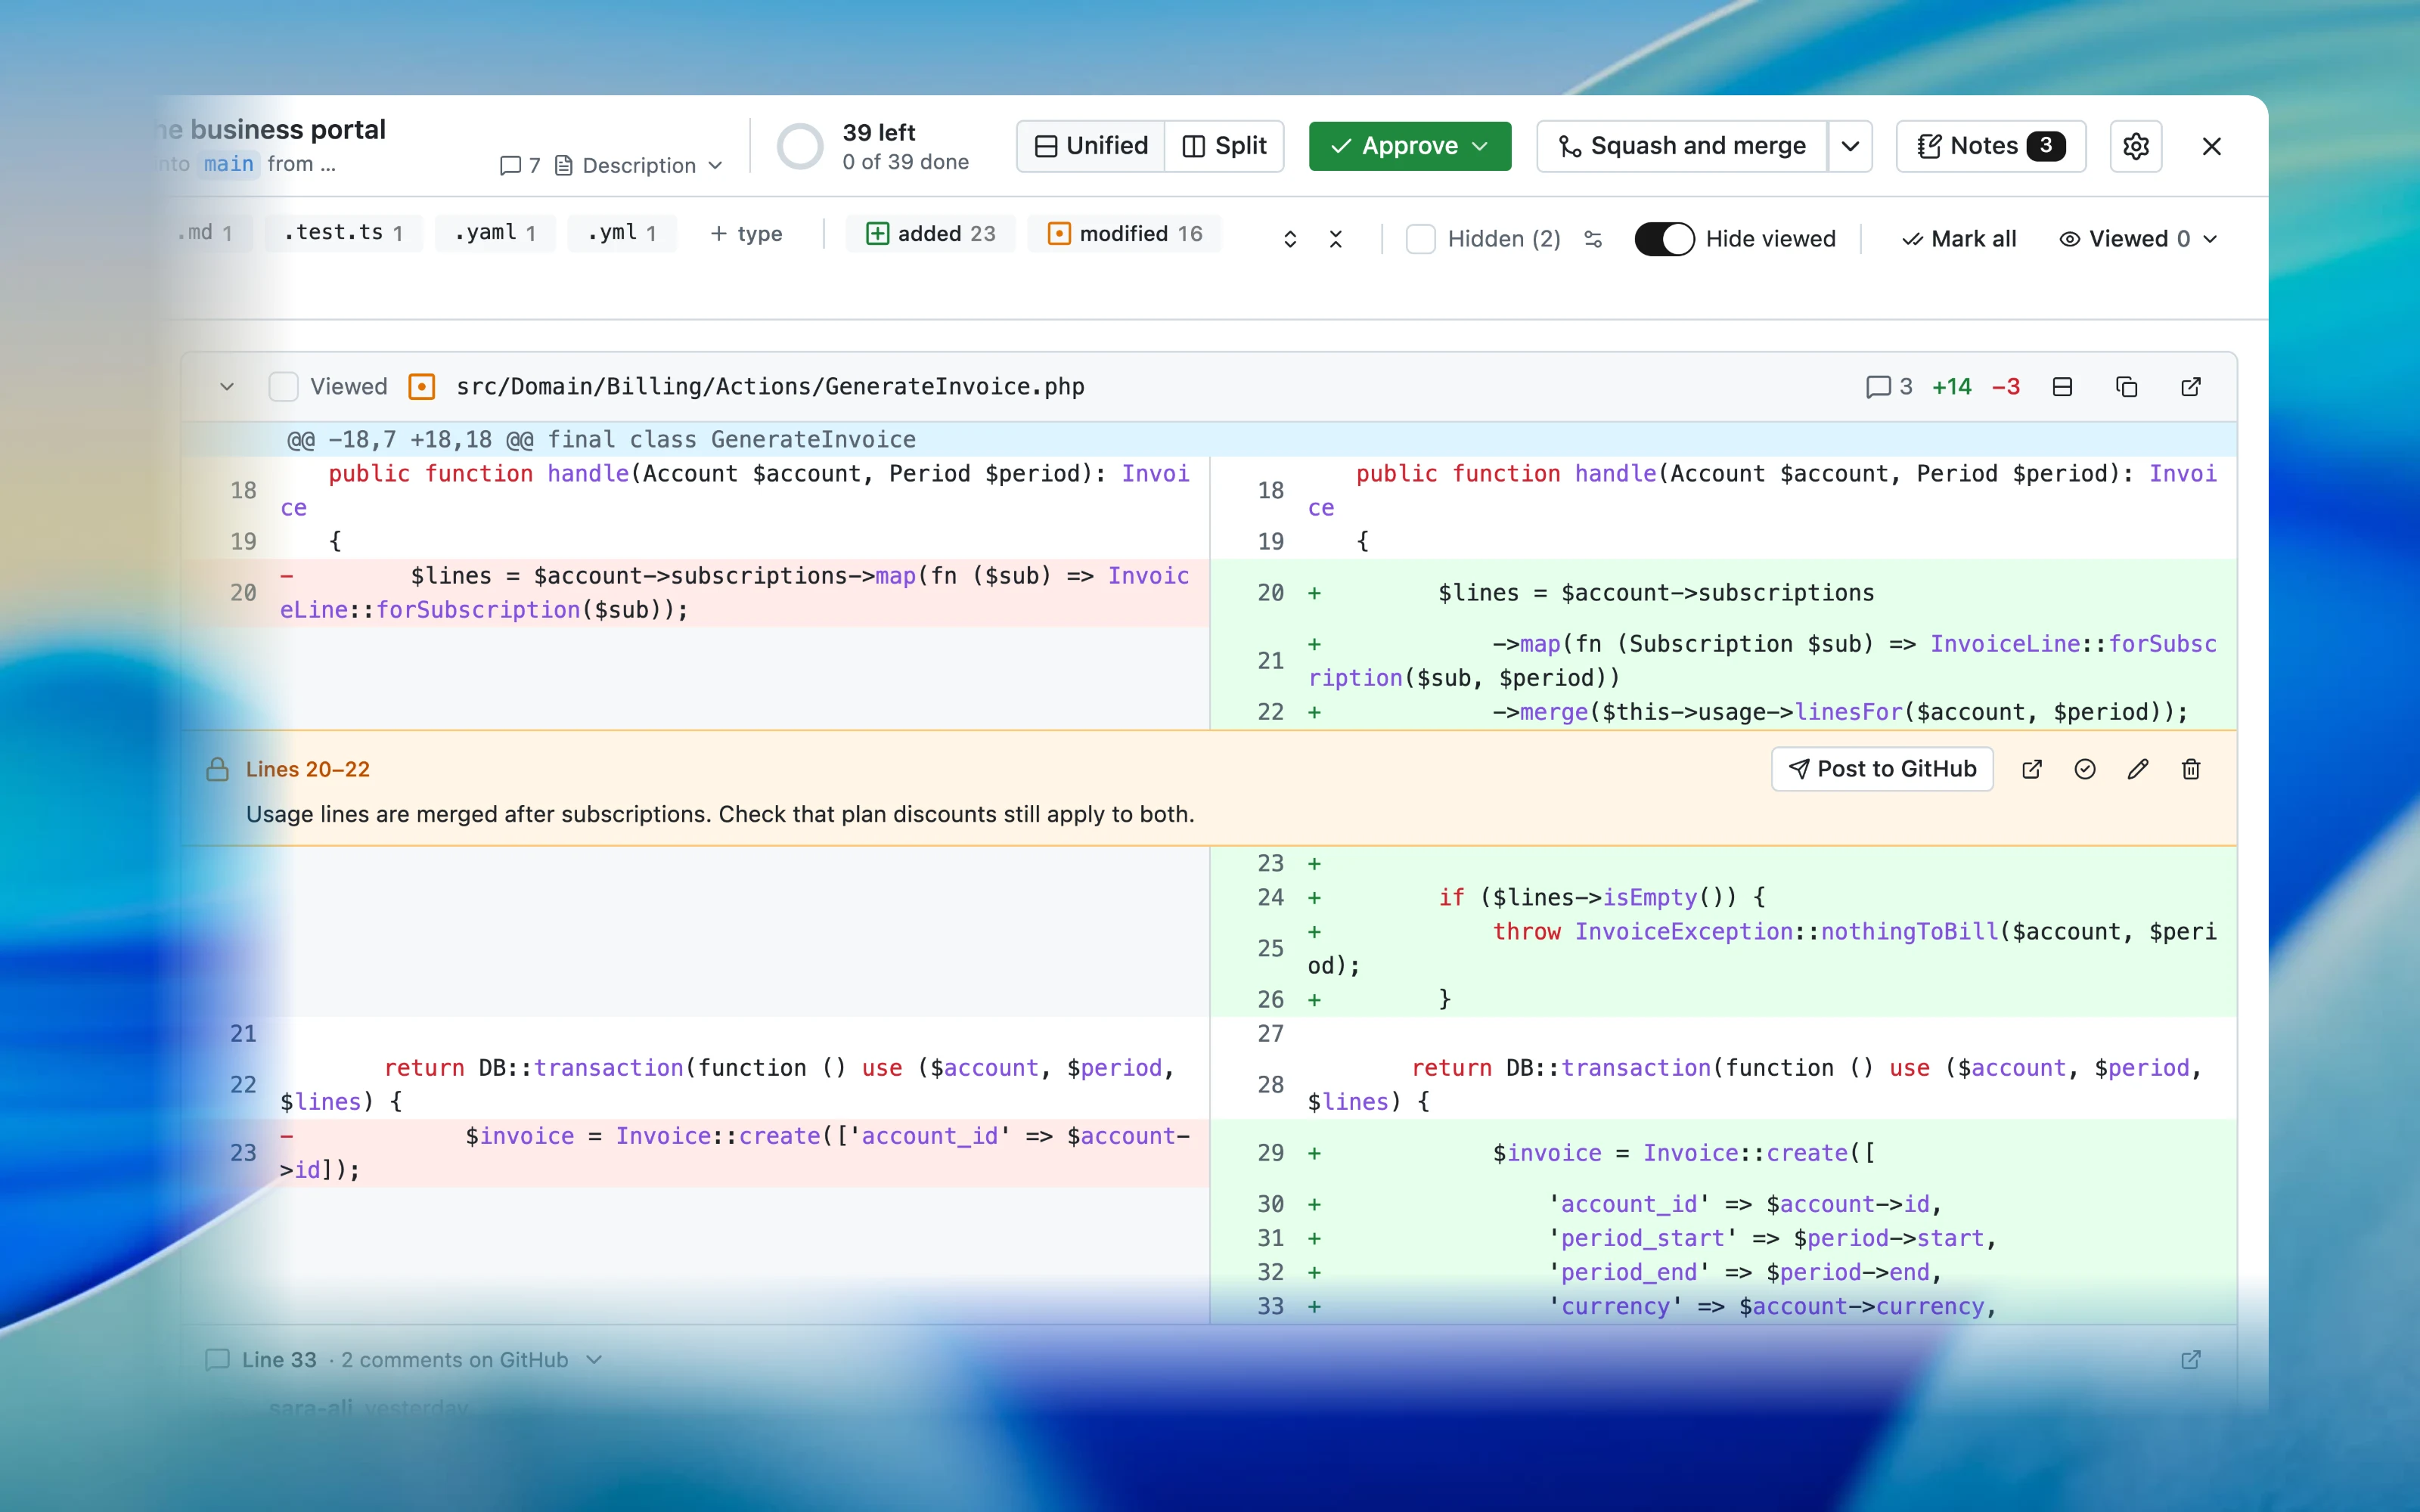 he business portal
into main from ...
7 Description
39 left
0 of 39 done
Unified Split
Approve
Squash and merge
Notes 3
.md 1 .test.ts 1 .yaml 1 .yml 1 + type
added 23 modified 16
Hidden (2) Hide viewed
Mark all Viewed 0
Viewed src/Domain/Billing/Actions/GenerateInvoice.php 3 +14 −3
@@ −18,7 +18,18 @@ final class GenerateInvoice
18 public function handle(Account $account, Period $period): Invoi
ce
19 {
20 − $lines = $account->subscriptions->map(fn ($sub) => Invoic
eLine::forSubscription($sub));
18 public function handle(Account $account, Period $period): Invoi
ce
19 {
20 + $lines = $account->subscriptions
21 + ->map(fn (Subscription $sub) => InvoiceLine::forSubsc
ription($sub, $period))
22 + ->merge($this->usage->linesFor($account, $period));
Lines 20–22
Post to GitHub
Usage lines are merged after subscriptions. Check that plan discounts still apply to both.
21
22 return DB::transaction(function () use ($account, $period,
$lines) {
23 − $invoice = Invoice::create(['account_id' => $account-
>id]);
23 +
24 + if ($lines->isEmpty()) {
25 + throw InvoiceException::nothingToBill($account, $peri
od);
26 + }
27
28 return DB::transaction(function () use ($account, $period,
$lines) {
29 + $invoice = Invoice::create([
30 + 'account_id' => $account->id,
31 + 'period_start' => $period->start,
32 + 'period_end' => $period->end,
33 + 'currency' => $account->currency,
Line 33 · 2 comments on GitHub
sara-ali yesterday